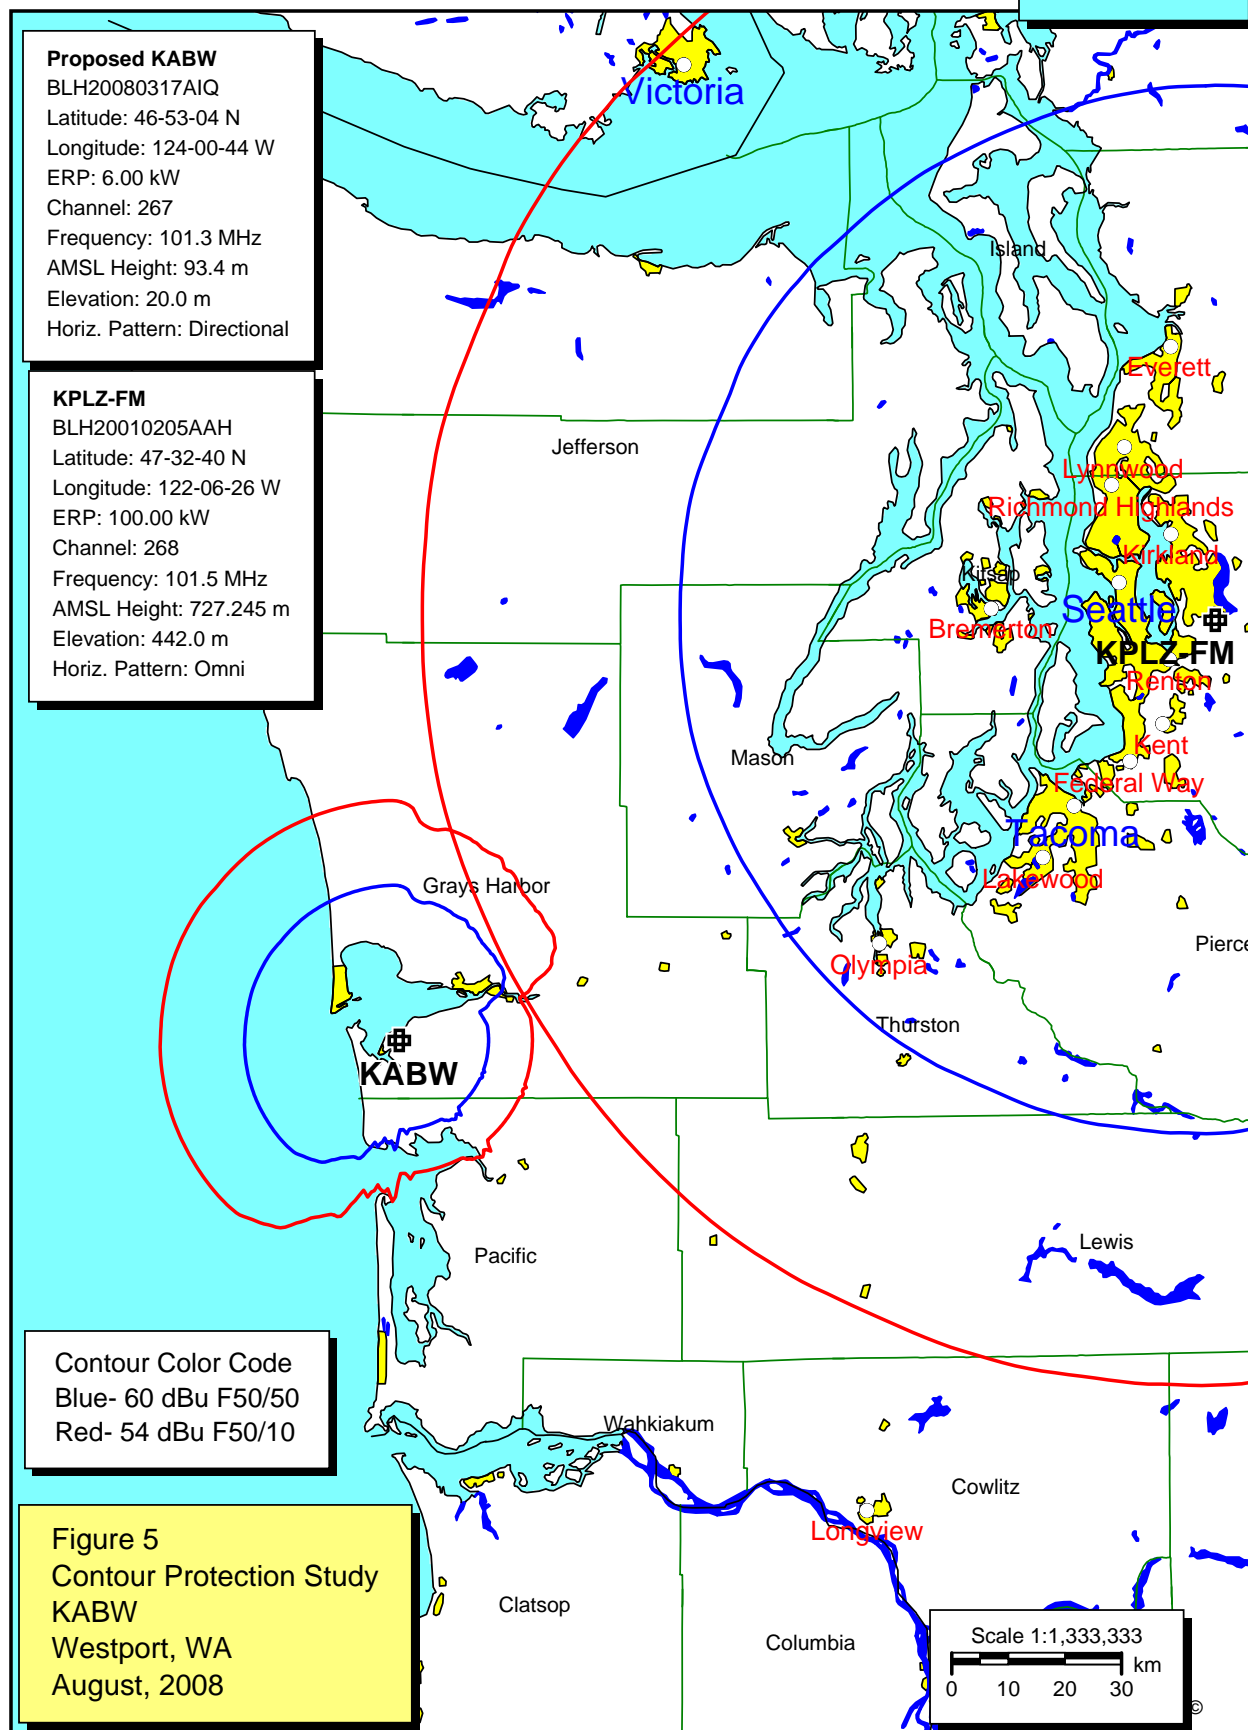 Proposed KABW
BLH20080317AIQ
Latitude: 46-53-04 N
Longitude: 124-00-44 W
ERP: 6.00 kW
Channel: 267
Frequency: 101.3 MHz
AMSL Height: 93.4 m
Elevation: 20.0 m
Horiz. Pattern: Directional
KPLZ-FM
BLH20010205AAH
Latitude: 47-32-40 N
Longitude: 122-06-26 W
ERP: 100.00 kW
Channel: 268
Frequency: 101.5 MHz
AMSL Height: 727.245 m
Elevation: 442.0 m
Horiz. Pattern: Omni
Victoria
Island
Everett
Jefferson
Lynnwood
Richmond Highlands
Kirkland
Kitsap
Seattle
Bremerton
KPLZ-FM
Renton
Kent
Mason
Federal Way
Tacoma
Lakewood
Grays Harbor
Pierce
Olympia
Thurston
KABW
Lewis
Pacific
Contour Color Code
Blue- 60 dBu F50/50
Red- 54 dBu F50/10
Wahkiakum
Cowlitz
Longview
Figure 5
Contour Protection Study
KABW
Westport, WA
August, 2008
Clatsop
Columbia
Scale 1:1,333,333
km
0 10 20 30
©